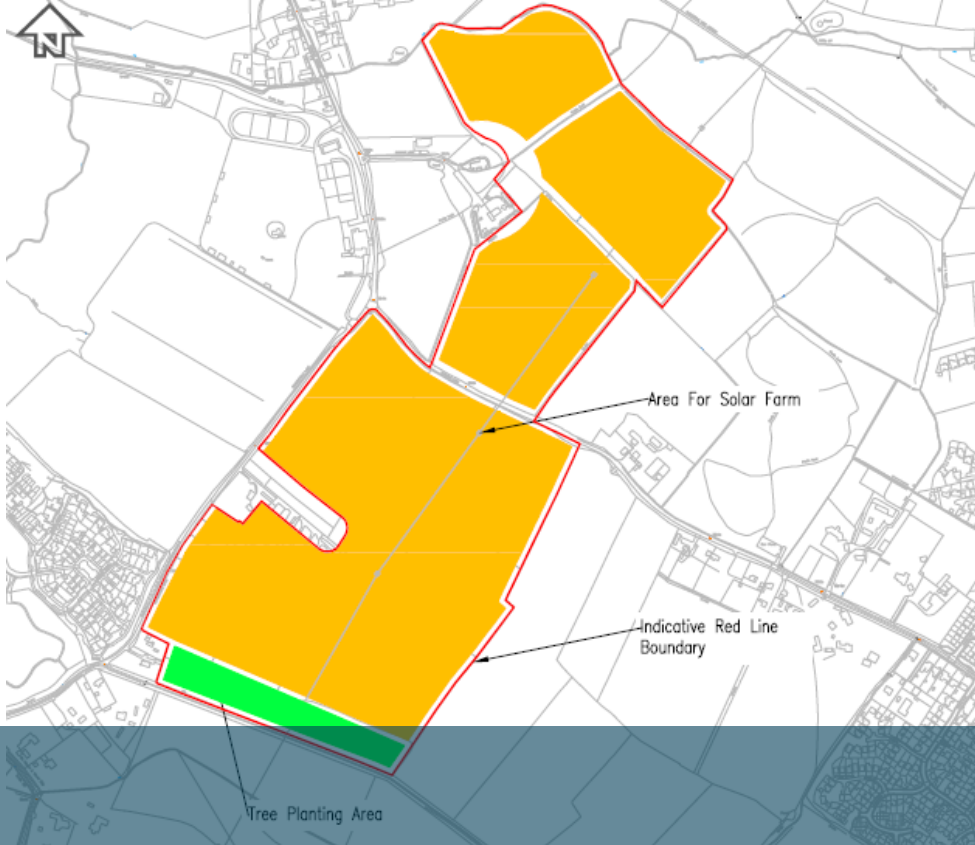 N
Area For Solar Farm
Indicative Red Line
Boundary
Tree Planting Area